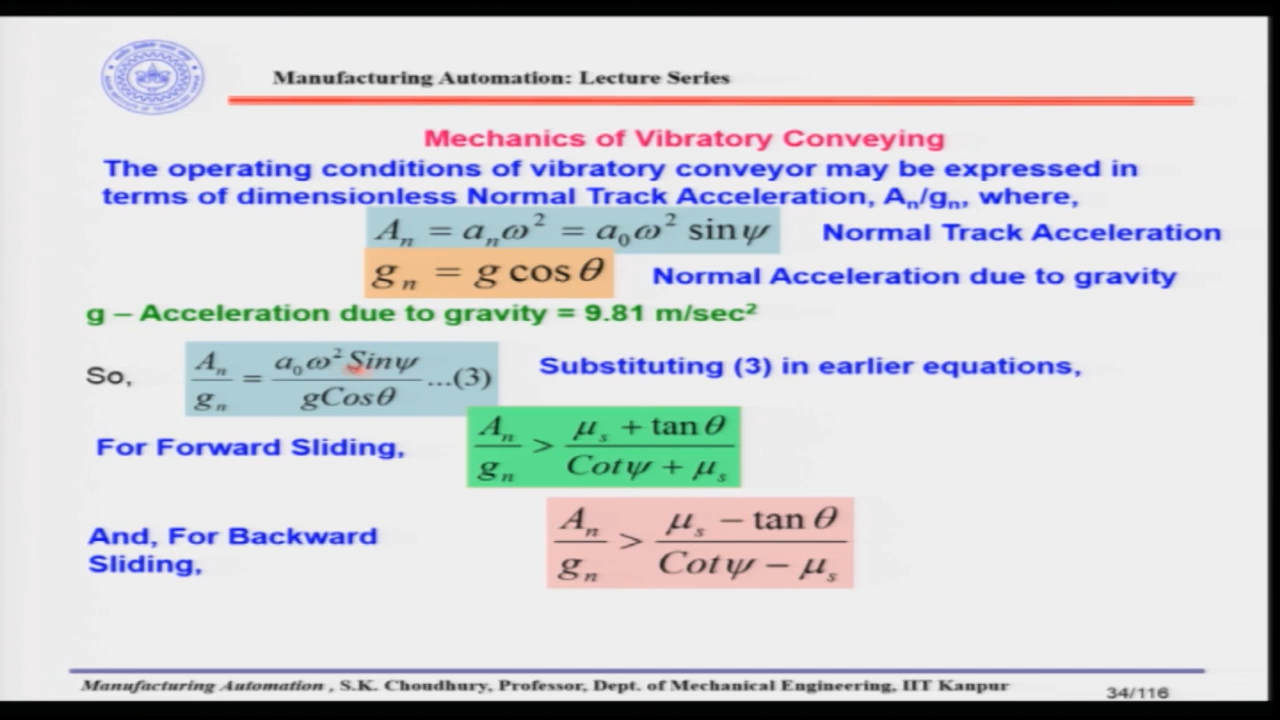 Manufacturing Automation: Lecture Series
Mechanics of Vibratory Conveying
The operating conditions of vibratory conveyor may be expressed in
terms of dimensionless Normal Track Acceleration, Aₙ/gₙ, where,
Aₙ = aₙω² = a₀ω² sinψ Normal Track Acceleration
gₙ = g cosθ Normal Acceleration due to gravity
g – Acceleration due to gravity = 9.81 m/sec²
So, Aₙ/gₙ = a₀ω² Sinψ / gCosθ ...(3) Substituting (3) in earlier equations,
For Forward Sliding, Aₙ/gₙ > (μₛ + tanθ)/(Cotψ + μₛ)
And, For Backward
Sliding, Aₙ/gₙ > (μₛ − tanθ)/(Cotψ − μₛ)
Manufacturing Automation , S.K. Choudhury, Professor, Dept. of Mechanical Engineering, IIT Kanpur
34/116